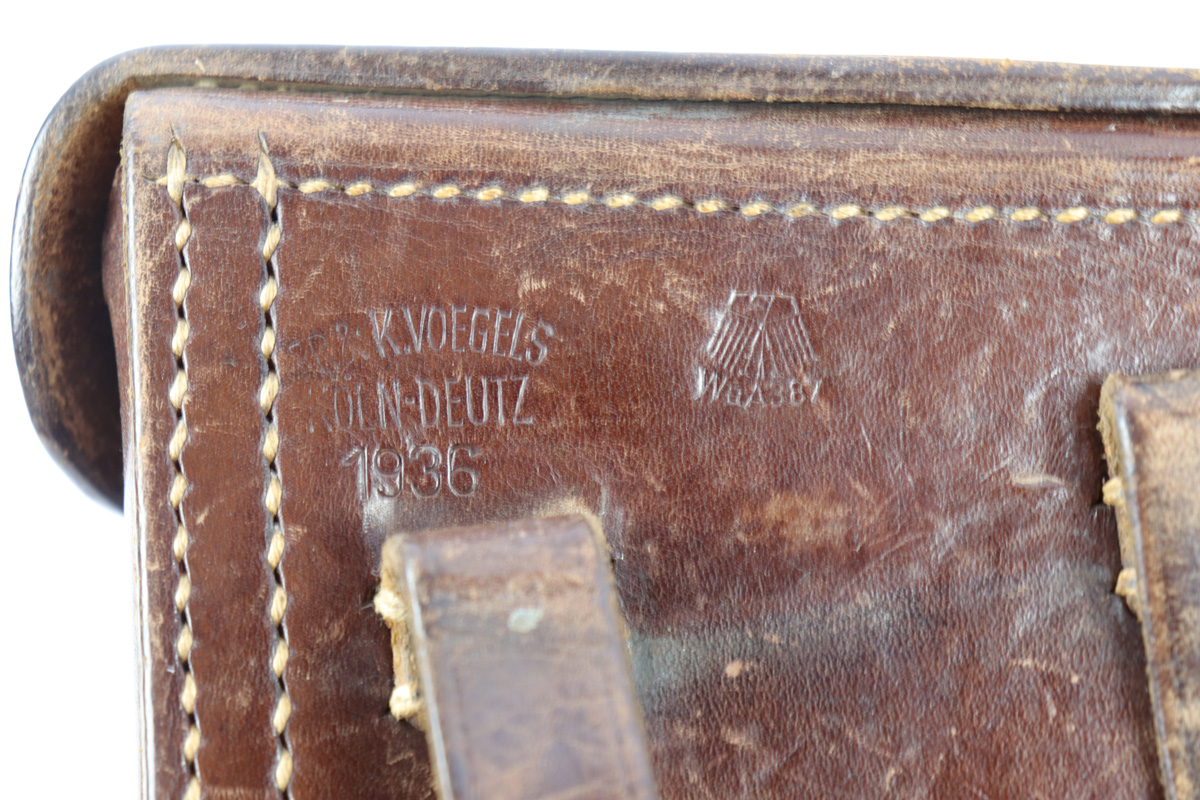 K.VOEGELS
KÖLN-DEUTZ
1936
WaA387